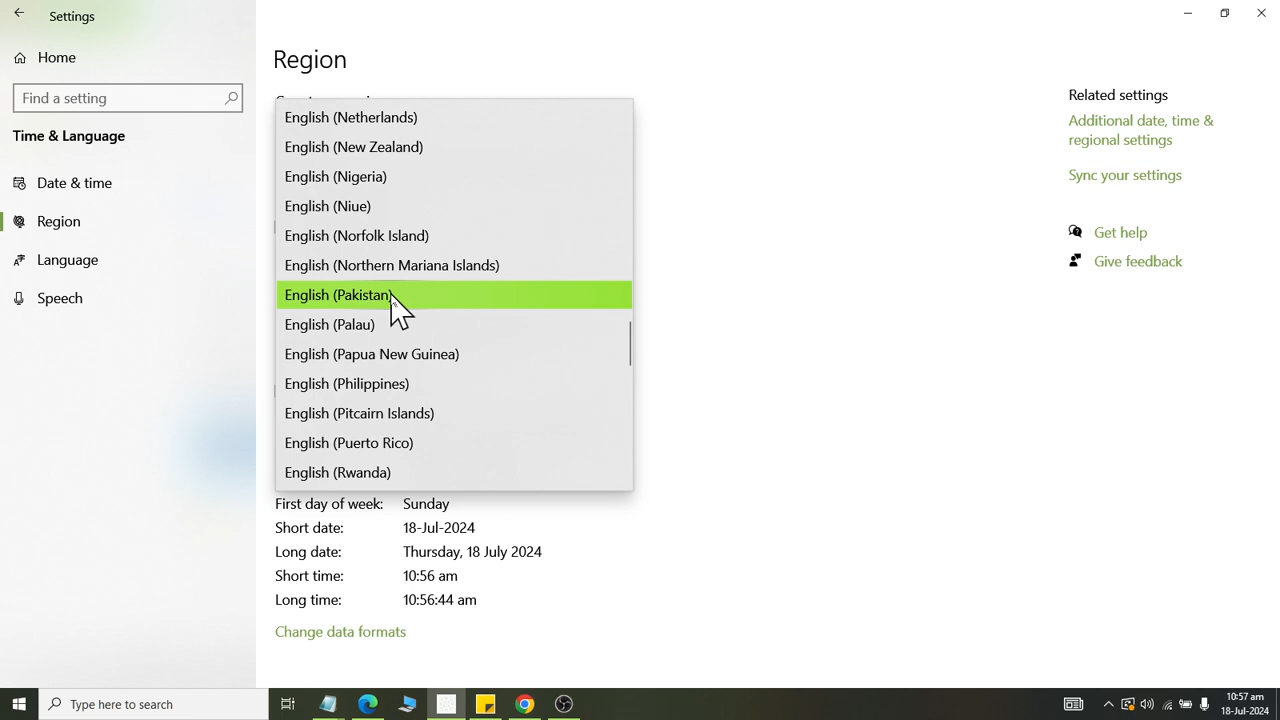 Settings
Home
Find a setting
Time & Language
Date & time
Region
Language
Speech
Region
English (Netherlands)
English (New Zealand)
English (Nigeria)
English (Niue)
English (Norfolk Island)
English (Northern Mariana Islands)
English (Pakistan)
English (Palau)
English (Papua New Guinea)
English (Philippines)
English (Pitcairn Islands)
English (Puerto Rico)
English (Rwanda)
First day of week: Sunday
Short date: 18-Jul-2024
Long date: Thursday, 18 July 2024
Short time: 10:56 am
Long time: 10:56:44 am
Change data formats
Related settings
Additional date, time &
regional settings
Sync your settings
Get help
Give feedback
Type here to search
10:57 am
18-Jul-2024